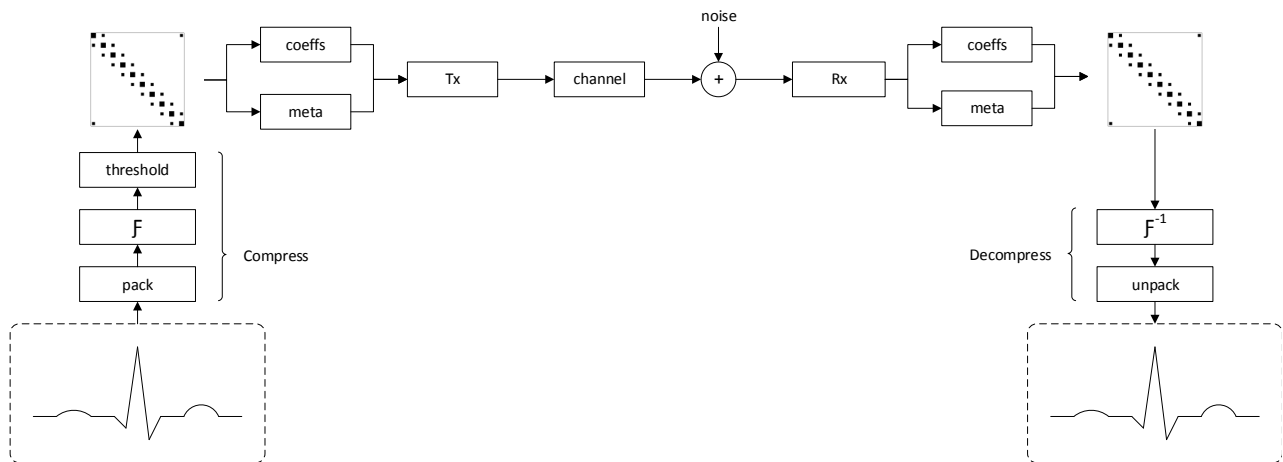 noise
coeffs
meta
Tx
channel
+
Rx
coeffs
meta
threshold
Ƒ
pack
Compress
Decompress
Ƒ-1
unpack